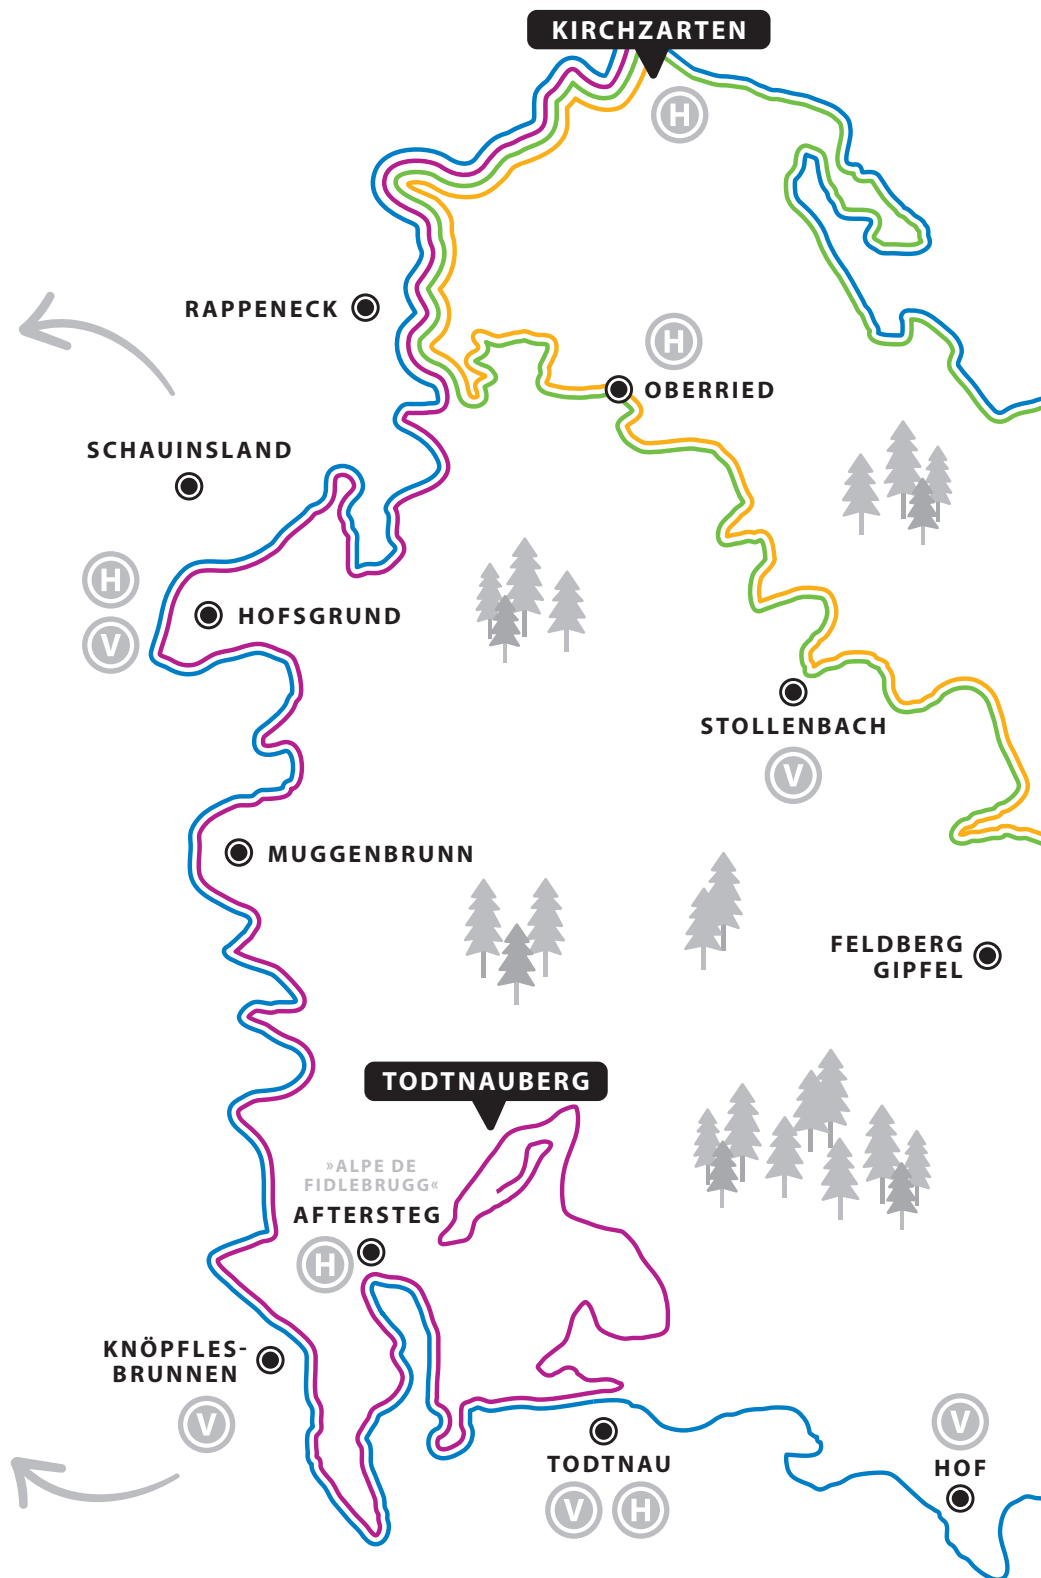 KIRCHZARTEN
H
RAPPENECK
H
OBERRIED
SCHAUINSLAND
H
HOFSGRUND
V
STOLLENBACH
V
MUGGENBRUNN
FELDBERG
GIPFEL
TODTNAUBERG
»ALPE DE
FIDLEBRUGG«
AFTERSTEG
H
KNÖPFLES-
BRUNNEN
V
TODTNAU
V H
V
HOF